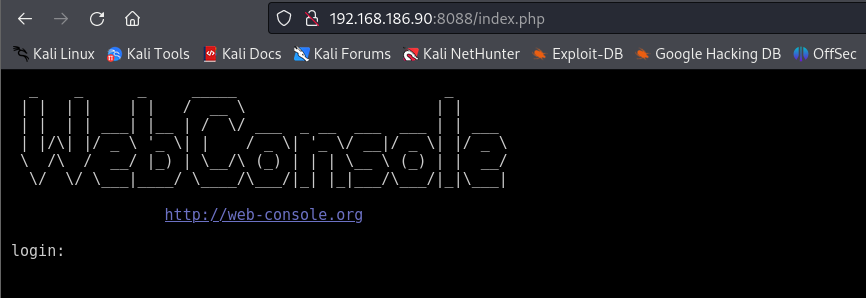 192.168.186.90:8088/index.php
Kali Linux Kali Tools Kali Docs Kali Forums Kali NetHunter Exploit-DB Google Hacking DB OffSec
WebConsole
http://web-console.org
login: